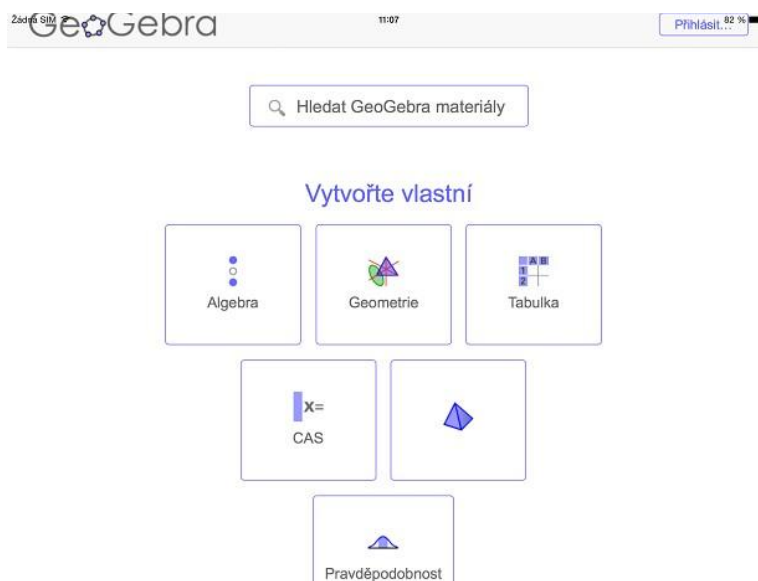 Žádná SIM
11:07
82 %
GeoGebra
Přihlásit...
Hledat GeoGebra materiály
Vytvořte vlastní
Algebra
Geometrie
A B
1
2
Tabulka
x=
CAS
Pravděpodobnost